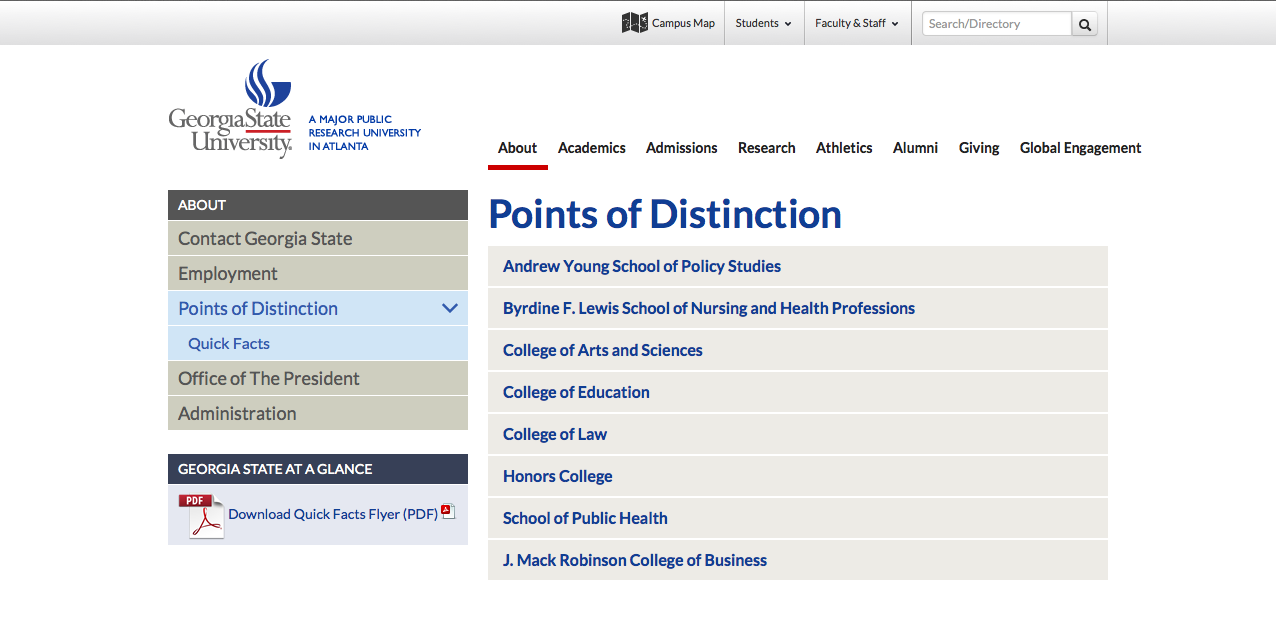 Campus Map
Students
Faculty & Staff
Search/Directory
Georgia State
University.
A MAJOR PUBLIC
RESEARCH UNIVERSITY
IN ATLANTA
About
Academics
Admissions
Research
Athletics
Alumni
Giving
Global Engagement
ABOUT
Contact Georgia State
Employment
Points of Distinction
Quick Facts
Office of The President
Administration
GEORGIA STATE AT A GLANCE
PDF
Download Quick Facts Flyer (PDF)
Points of Distinction
Andrew Young School of Policy Studies
Byrdine F. Lewis School of Nursing and Health Professions
College of Arts and Sciences
College of Education
College of Law
Honors College
School of Public Health
J. Mack Robinson College of Business